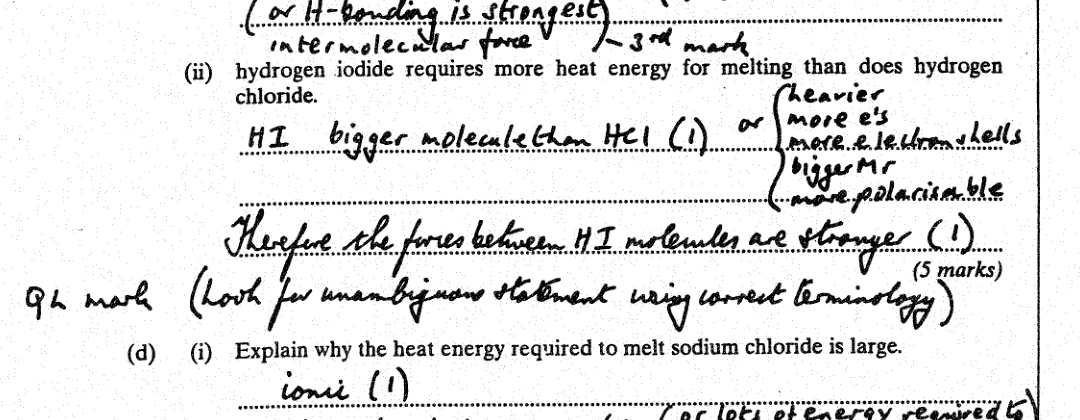 (or H-bonding is strongest)
intermolecular force
3rd mark
(ii) hydrogen iodide requires more heat energy for melting than does hydrogen
chloride.
HI bigger molecule than HCl (1) or
heavier
more e's
more electron shells
bigger Mr
more polarisable
Therefore the forces between HI molecules are stronger (1)
(5 marks)
QL mark (Look for unambiguous statement using correct terminology)
(d) (i) Explain why the heat energy required to melt sodium chloride is large.
ionic (1)
(or lots of energy required to